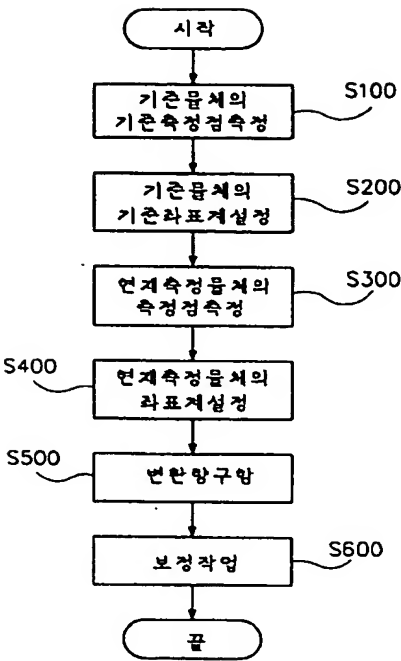 시작
기준물체의
기준측정점측정
S100
기준물체의
기준좌표계설정
S200
현재측정물체의
측정점측정
S300
현재측정물체의
좌표계설정
S400
변환량구함
S500
보정작업
S600
끝